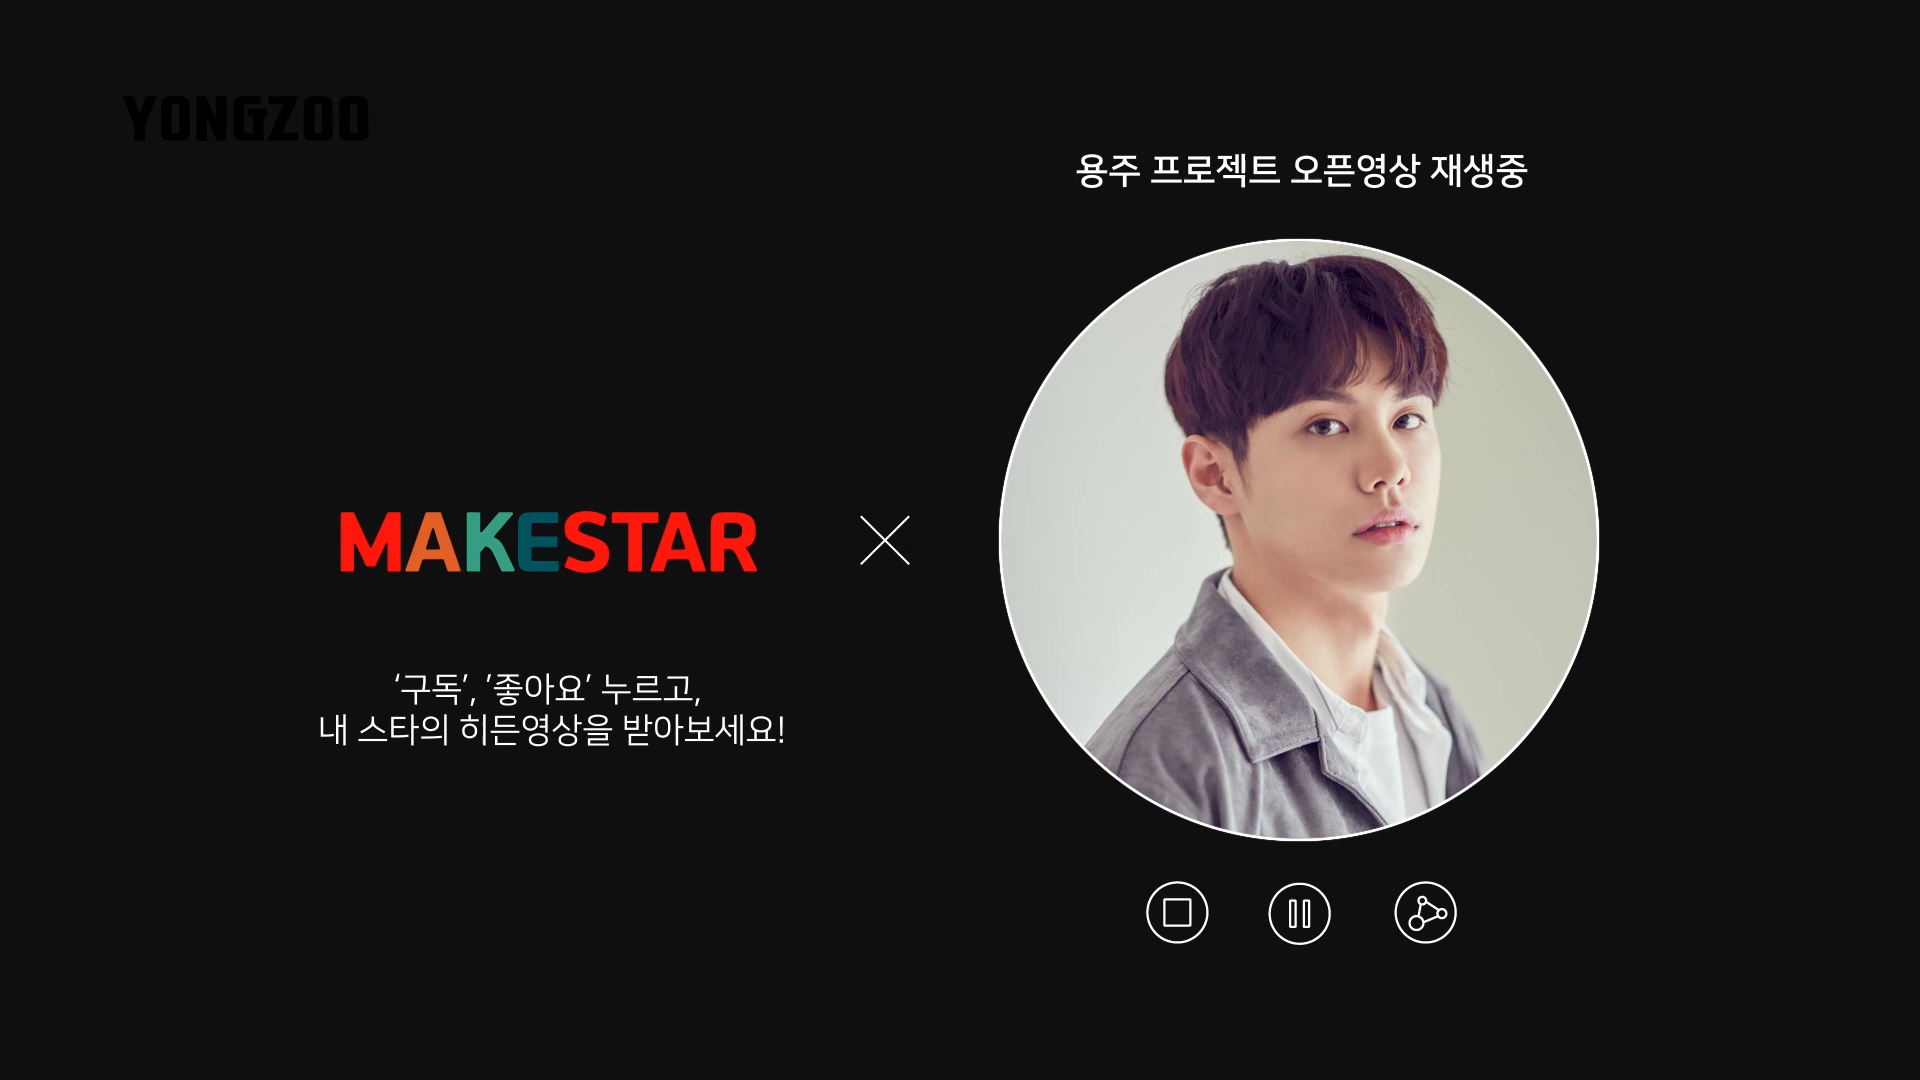 YONGZOO
용주 프로젝트 오픈영상 재생중
MAKESTAR
‘구독’, ’좋아요’ 누르고,
내 스타의 히든영상을 받아보세요!